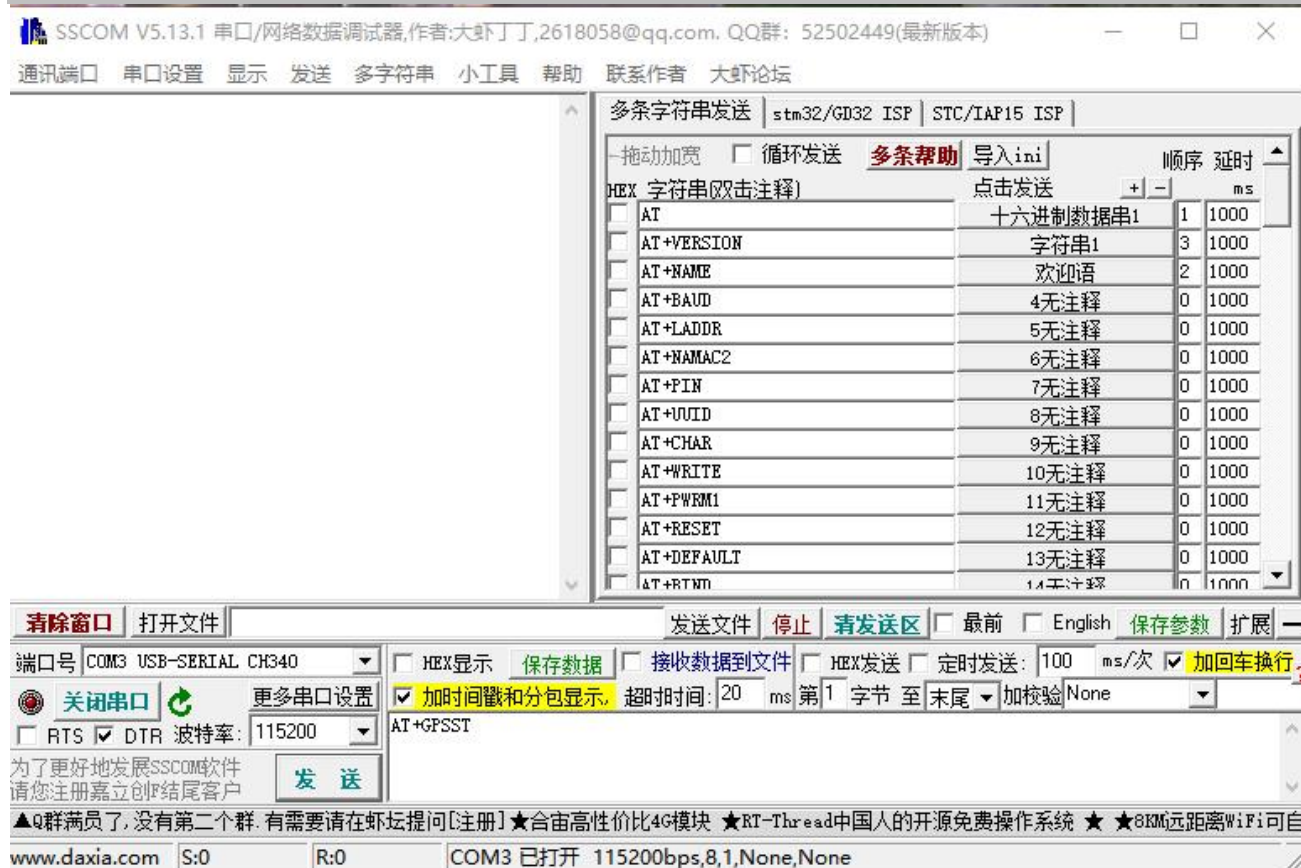 SSCOM V5.13.1 串口/网络数据调试器,作者:大虾丁丁,2618058@qq.com. QQ群: 52502449(最新版本)
通讯端口 串口设置 显示 发送 多字符串 小工具 帮助 联系作者 大虾论坛
多条字符串发送 stm32/GD32 ISP STC/IAP15 ISP
拖动加宽 循环发送 多条帮助 导入ini 顺序 延时
HEX 字符串(双击注释) 点击发送 + - ms
AT 十六进制数据串1 1 1000
AT+VERSION 字符串1 3 1000
AT+NAME 欢迎语 2 1000
AT+BAUD 4无注释 0 1000
AT+LADDR 5无注释 0 1000
AT+NAMAC2 6无注释 0 1000
AT+PIN 7无注释 0 1000
AT+UUID 8无注释 0 1000
AT+CHAR 9无注释 0 1000
AT+WRITE 10无注释 0 1000
AT+PWRM1 11无注释 0 1000
AT+RESET 12无注释 0 1000
AT+DEFAULT 13无注释 0 1000
AT+BIND 14无注释 0 1000
清除窗口 打开文件 发送文件 停止 清发送区 最前 English 保存参数 扩展
端口号 COM3 USB-SERIAL CH340 HEX显示 保存数据 接收数据到文件 HEX发送 定时发送: 100 ms/次 加回车换行
关闭串口 更多串口设置 加时间戳和分包显示, 超时时间: 20 ms 第1 字节 至 末尾 加校验 None
RTS DTR 波特率: 115200 AT+GPSST
为了更好地发展SSCOM软件
请您注册嘉立创F结尾客户 发 送
▲Q群满员了,没有第二个群.有需要请在虾坛提问[注册]★合宙高性价比4G模块 ★RT-Thread中国人的开源免费操作系统 ★ ★8KM远距离WiFi可自
www.daxia.com S:0 R:0 COM3 已打开 115200bps,8,1,None,None